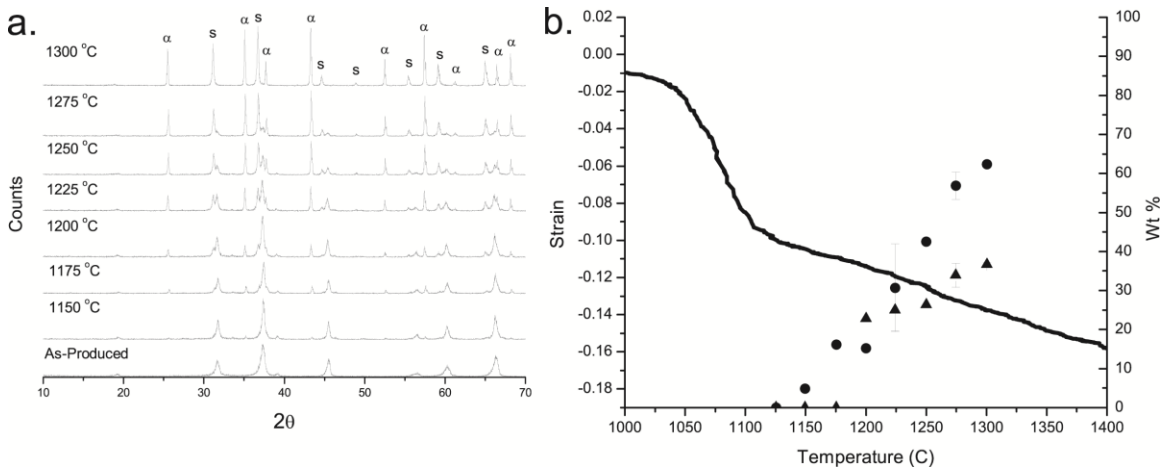 a.
α s α s α α s s α s α s α s α α
1300 °C
1275 °C
1250 °C
1225 °C
1200 °C
1175 °C
1150 °C
As-Produced
Counts
10 20 30 40 50 60 70
2θ
b.
0.02
0.00
-0.02
-0.04
-0.06
-0.08
-0.10
-0.12
-0.14
-0.16
-0.18
Strain
100
90
80
70
60
50
40
30
20
10
0
Wt %
1000 1050 1100 1150 1200 1250 1300 1350 1400
Temperature (C)